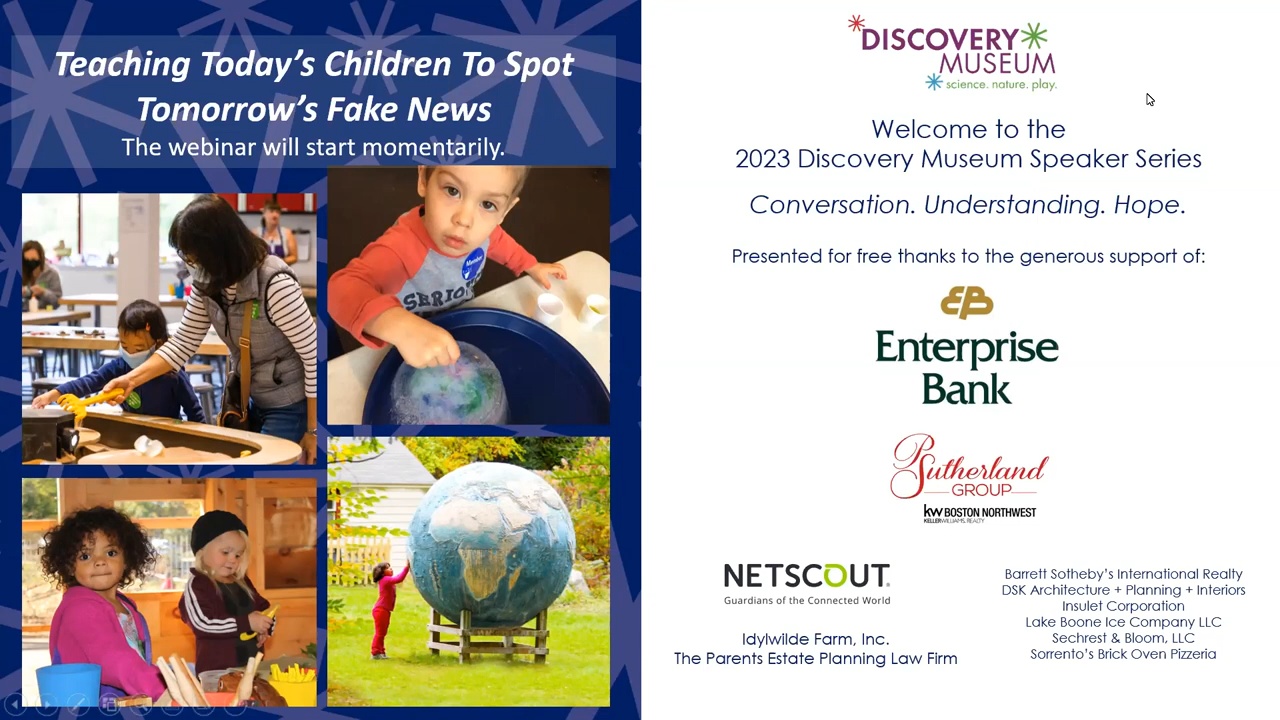 Teaching Today's Children To Spot
Tomorrow's Fake News
The webinar will start momentarily.
Member
SERIOU
DISCOVERY
MUSEUM
science. nature. play.
Welcome to the
2023 Discovery Museum Speaker Series
Conversation. Understanding. Hope.
Presented for free thanks to the generous support of:
EB
Enterprise
Bank
P Sutherland
GROUP
kw BOSTON NORTHWEST
KELLERWILLIAMS. REALTY
NETSCOUT®
Guardians of the Connected World
Idylwilde Farm, Inc.
The Parents Estate Planning Law Firm
Barrett Sotheby's International Realty
DSK Architecture + Planning + Interiors
Insulet Corporation
Lake Boone Ice Company LLC
Sechrest & Bloom, LLC
Sorrento's Brick Oven Pizzeria